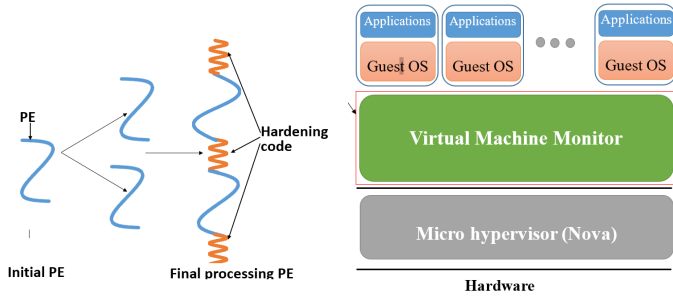 PE
Hardening
code
Initial PE
Final processing PE
Applications
Guest OS
Applications
Guest OS
Applications
Guest OS
Virtual Machine Monitor
Micro hypervisor (Nova)
Hardware